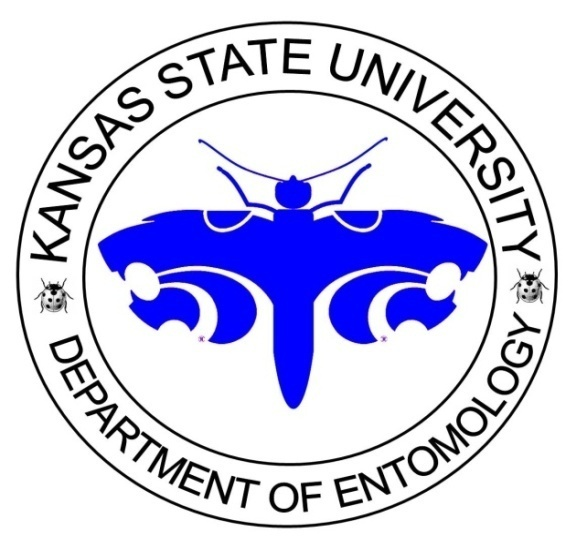 KANSAS STATE UNIVERSITY
DEPARTMENT OF ENTOMOLOGY